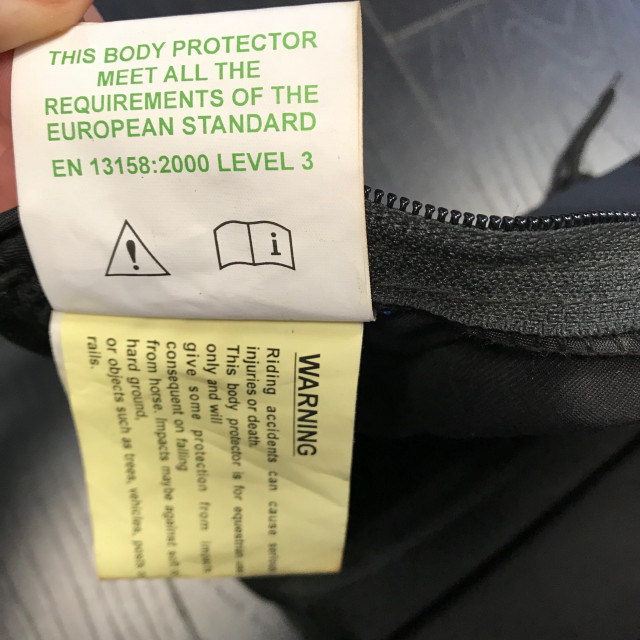 THIS BODY PROTECTOR
MEET ALL THE
REQUIREMENTS OF THE
EUROPEAN STANDARD
EN 13158:2000 LEVEL 3
WARNING
Riding accidents can cause
injuries or death
This body protector is for equestrian
only and will
give some protection from
consequent on falling
from horse. Impacts maybe against
hard ground,
or objects such as trees, vehicles, posts
rails.